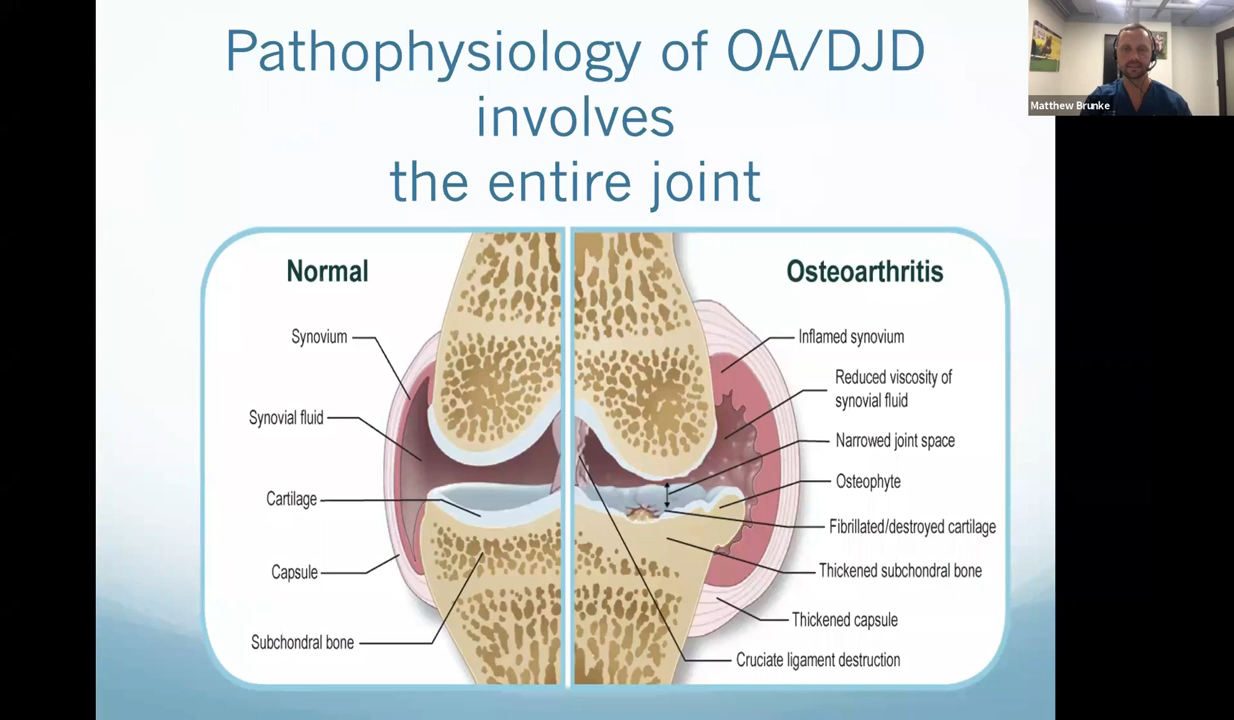 Pathophysiology of OA/DJD
involves
the entire joint
Matthew Brunke
Normal
Synovium
Synovial fluid
Cartilage
Capsule
Subchondral bone
Osteoarthritis
Inflamed synovium
Reduced viscosity of
synovial fluid
Narrowed joint space
Osteophyte
Fibrillated/destroyed cartilage
Thickened subchondral bone
Thickened capsule
Cruciate ligament destruction